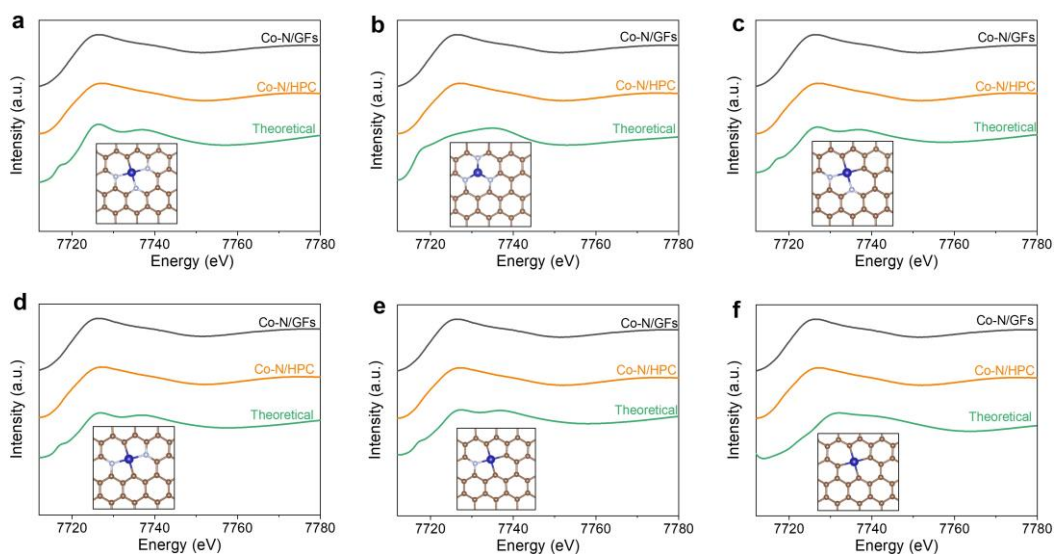 a
Intensity (a.u.)
Co-N/GFs
Co-N/HPC
Theoretical
7720 7740 7760 7780
Energy (eV)
b
Intensity (a.u.)
Co-N/GFs
Co-N/HPC
Theoretical
7720 7740 7760 7780
Energy (eV)
c
Intensity (a.u.)
Co-N/GFs
Co-N/HPC
Theoretical
7720 7740 7760 7780
Energy (eV)
d
Intensity (a.u.)
Co-N/GFs
Co-N/HPC
Theoretical
7720 7740 7760 7780
Energy (eV)
e
Intensity (a.u.)
Co-N/GFs
Co-N/HPC
Theoretical
7720 7740 7760 7780
Energy (eV)
f
Intensity (a.u.)
Co-N/GFs
Co-N/HPC
Theoretical
7720 7740 7760 7780
Energy (eV)